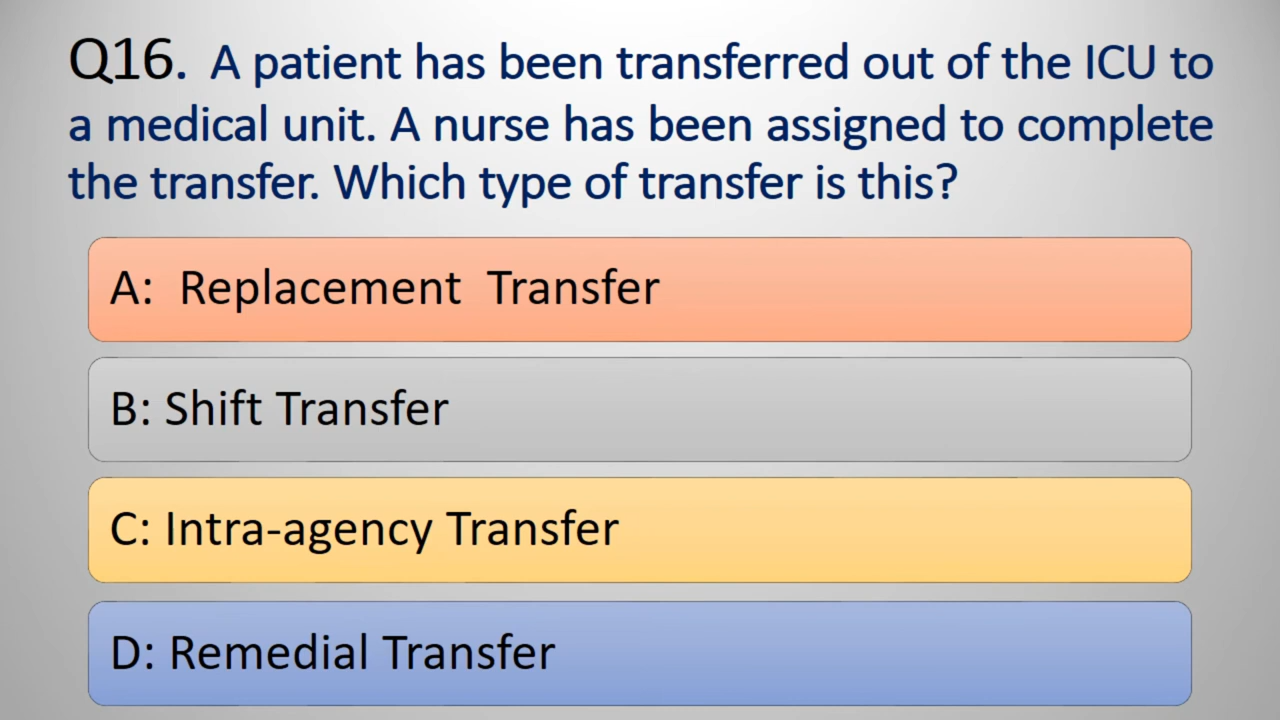 Q16. A patient has been transferred out of the ICU to
a medical unit. A nurse has been assigned to complete
the transfer. Which type of transfer is this?
A: Replacement Transfer
B: Shift Transfer
C: Intra-agency Transfer
D: Remedial Transfer